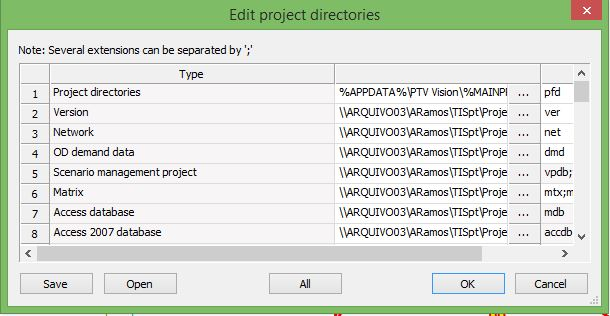 Edit project directories
Note: Several extensions can be separated by ';'
Type
1 Project directories %APPDATA%\PTV Vision\%MAINP ... pfd
2 Version \\ARQUIVO03\ARamos\TISpt\Proje ... ver
3 Network \\ARQUIVO03\ARamos\TISpt\Proje ... net
4 OD demand data \\ARQUIVO03\ARamos\TISpt\Proje ... dmd
5 Scenario management project \\ARQUIVO03\ARamos\TISpt\Proje ... vpdb;
6 Matrix \\ARQUIVO03\ARamos\TISpt\Proje ... mtx;m
7 Access database \\ARQUIVO03\ARamos\TISpt\Proje ... mdb
8 Access 2007 database \\ARQUIVO03\ARamos\TISpt\Proje ... accdb
Save Open All OK Cancel